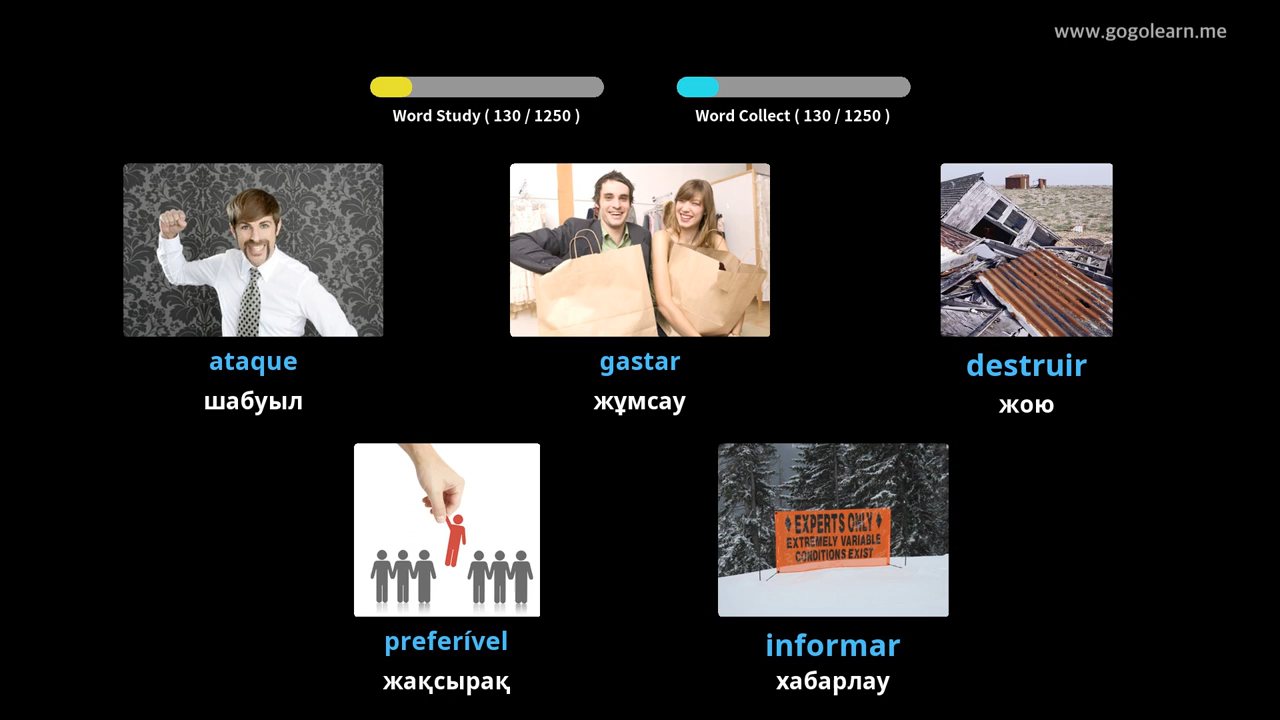 www.gogolearn.me
Word Study ( 130 / 1250 )
Word Collect ( 130 / 1250 )
ataque
шабуыл
gastar
жұмсау
destruir
жою
EXPERTS ONLY
EXTREMELY VARIABLE
CONDITIONS EXIST
preferível
жақсырақ
informar
хабарлау